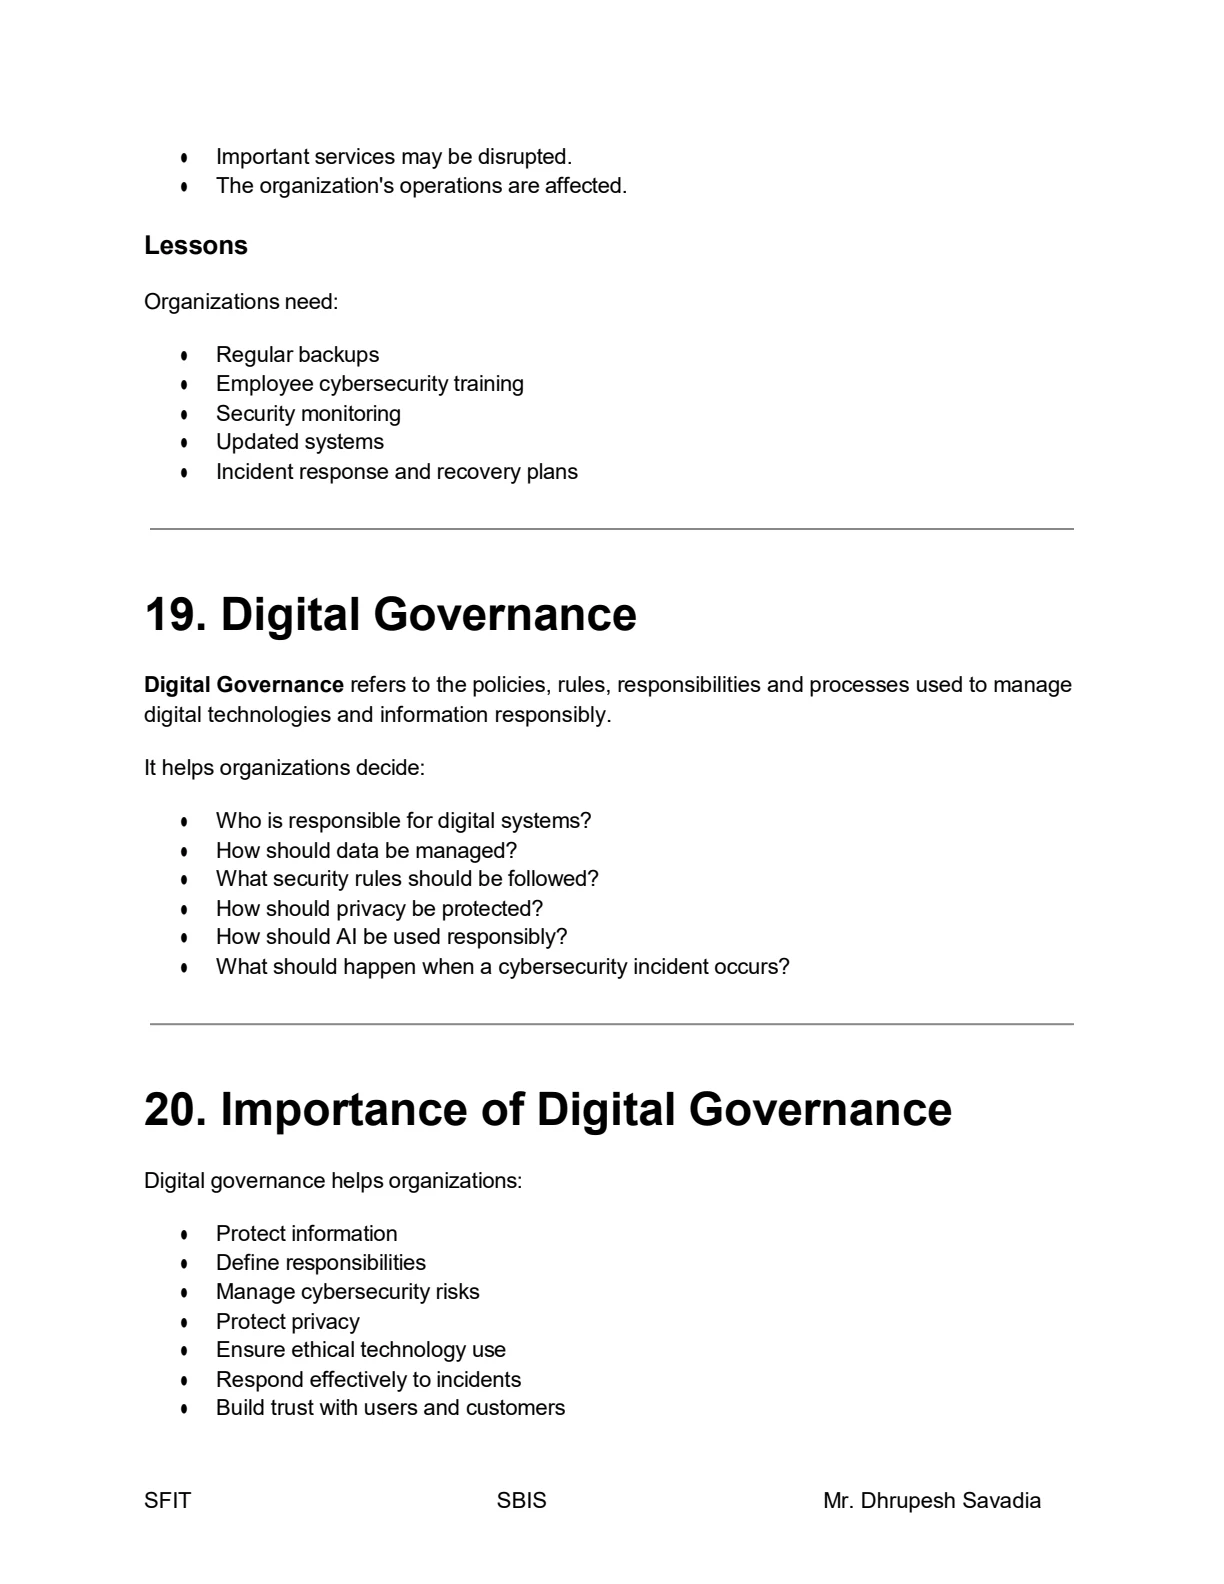 • Important services may be disrupted.
• The organization's operations are affected.
Lessons
Organizations need:
• Regular backups
• Employee cybersecurity training
• Security monitoring
• Updated systems
• Incident response and recovery plans
19. Digital Governance
Digital Governance refers to the policies, rules, responsibilities and processes used to manage
digital technologies and information responsibly.
It helps organizations decide:
• Who is responsible for digital systems?
• How should data be managed?
• What security rules should be followed?
• How should privacy be protected?
• How should AI be used responsibly?
• What should happen when a cybersecurity incident occurs?
20. Importance of Digital Governance
Digital governance helps organizations:
• Protect information
• Define responsibilities
• Manage cybersecurity risks
• Protect privacy
• Ensure ethical technology use
• Respond effectively to incidents
• Build trust with users and customers
SFIT SBIS Mr. Dhrupesh Savadia